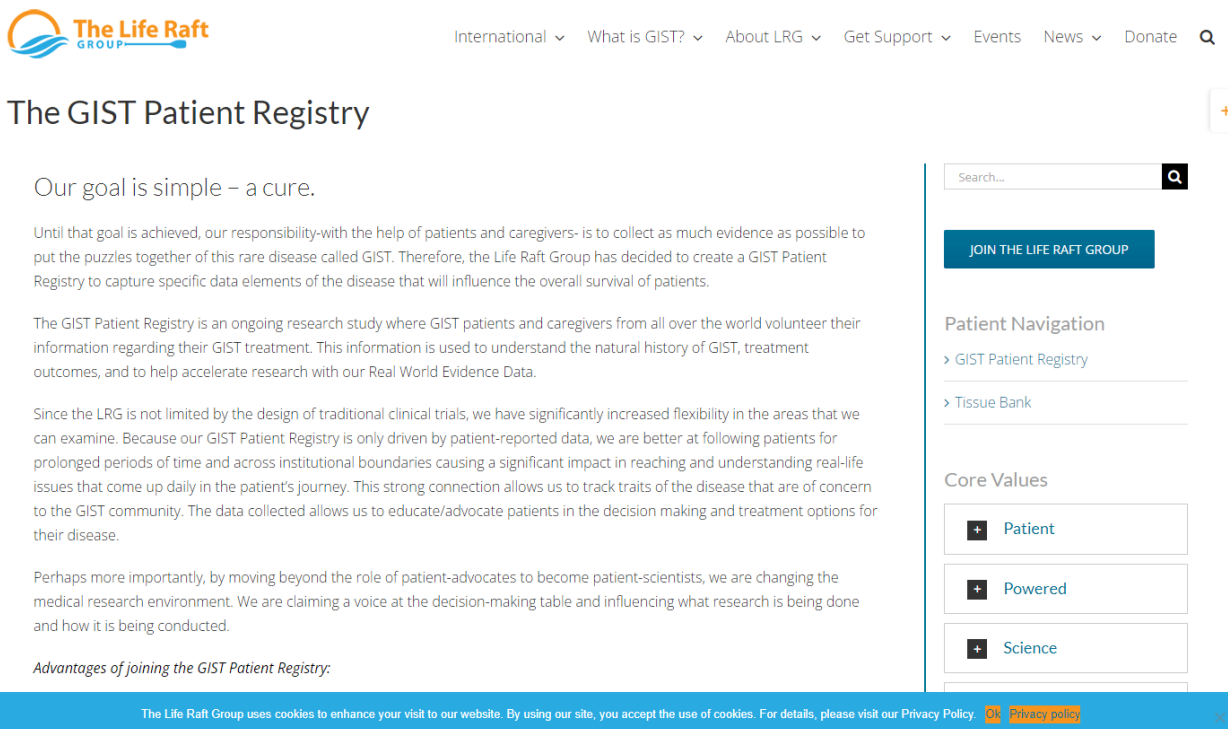 The Life Raft
GROUP
International
What is GIST?
About LRG
Get Support
Events
News
Donate
The GIST Patient Registry
Our goal is simple – a cure.
Until that goal is achieved, our responsibility-with the help of patients and caregivers- is to collect as much evidence as possible to
put the puzzles together of this rare disease called GIST. Therefore, the Life Raft Group has decided to create a GIST Patient
Registry to capture specific data elements of the disease that will influence the overall survival of patients.
The GIST Patient Registry is an ongoing research study where GIST patients and caregivers from all over the world volunteer their
information regarding their GIST treatment. This information is used to understand the natural history of GIST, treatment
outcomes, and to help accelerate research with our Real World Evidence Data.
Since the LRG is not limited by the design of traditional clinical trials, we have significantly increased flexibility in the areas that we
can examine. Because our GIST Patient Registry is only driven by patient-reported data, we are better at following patients for
prolonged periods of time and across institutional boundaries causing a significant impact in reaching and understanding real-life
issues that come up daily in the patient's journey. This strong connection allows us to track traits of the disease that are of concern
to the GIST community. The data collected allows us to educate/advocate patients in the decision making and treatment options for
their disease.
Perhaps more importantly, by moving beyond the role of patient-advocates to become patient-scientists, we are changing the
medical research environment. We are claiming a voice at the decision-making table and influencing what research is being done
and how it is being conducted.
Advantages of joining the GIST Patient Registry:
Search...
JOIN THE LIFE RAFT GROUP
Patient Navigation
GIST Patient Registry
Tissue Bank
Core Values
Patient
Powered
Science
The Life Raft Group uses cookies to enhance your visit to our website. By using our site, you accept the use of cookies. For details, please visit our Privacy Policy. Ok Privacy policy